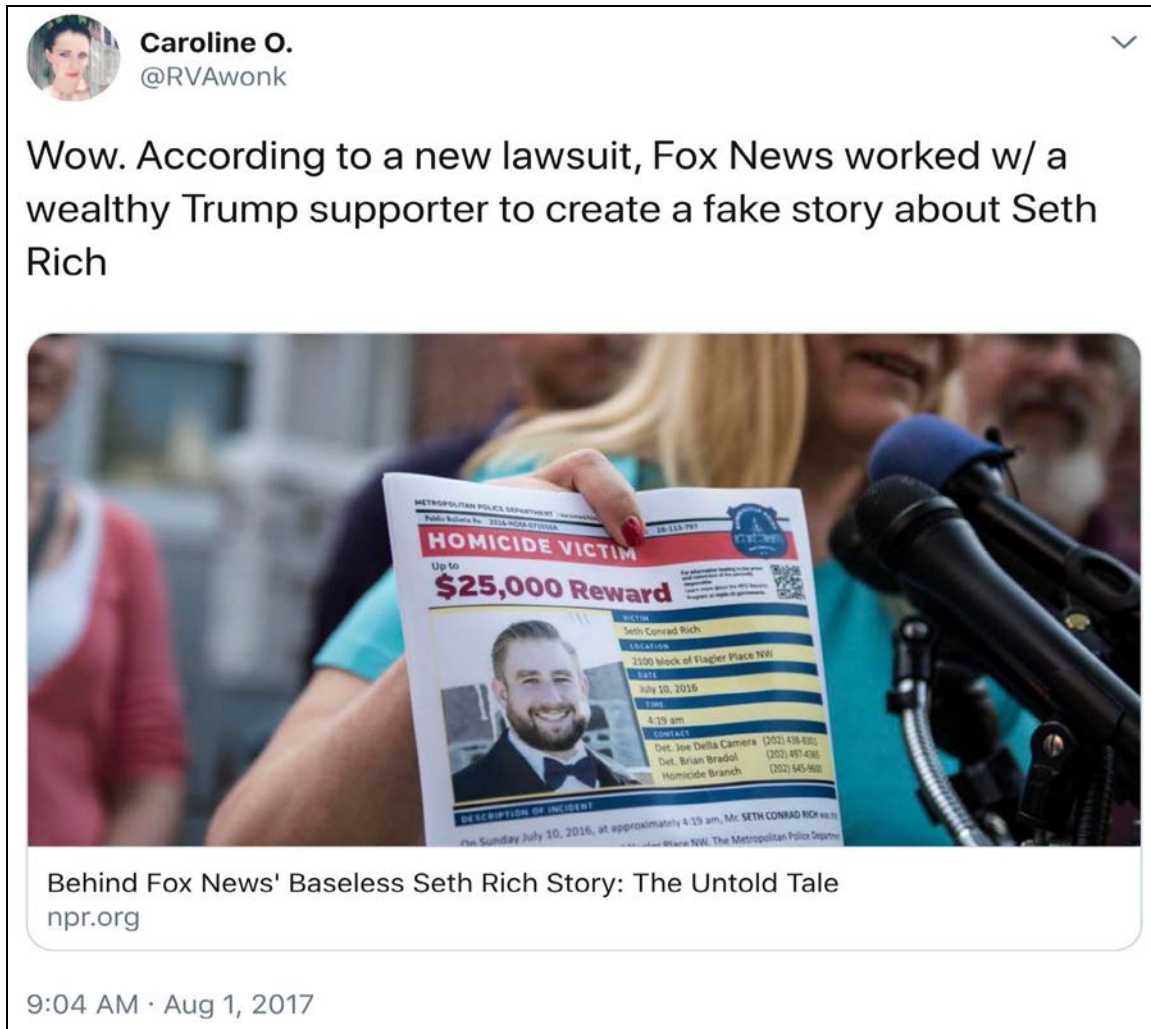 Caroline O.
@RVAwonk
Wow. According to a new lawsuit, Fox News worked w/ a
wealthy Trump supporter to create a fake story about Seth
Rich
METROPOLITAN POLICE DEPARTMENT
HOMICIDE VICTIM
Up to
$25,000 Reward
VICTIM
Seth Conrad Rich
LOCATION
2100 block of Flagler Place NW
DATE
July 10, 2016
TIME
4:19 am
CONTACT
Det. Joe Della Camera (202)
Det. Brian Bradol (202)
Homicide Branch (202)
DESCRIPTION OF INCIDENT
On Sunday July 10, 2016, at approximately 4:19 am, Mr. SETH CONRAD RICH
Place NW. The Metropolitan Police
Behind Fox News' Baseless Seth Rich Story: The Untold Tale
npr.org
9:04 AM · Aug 1, 2017